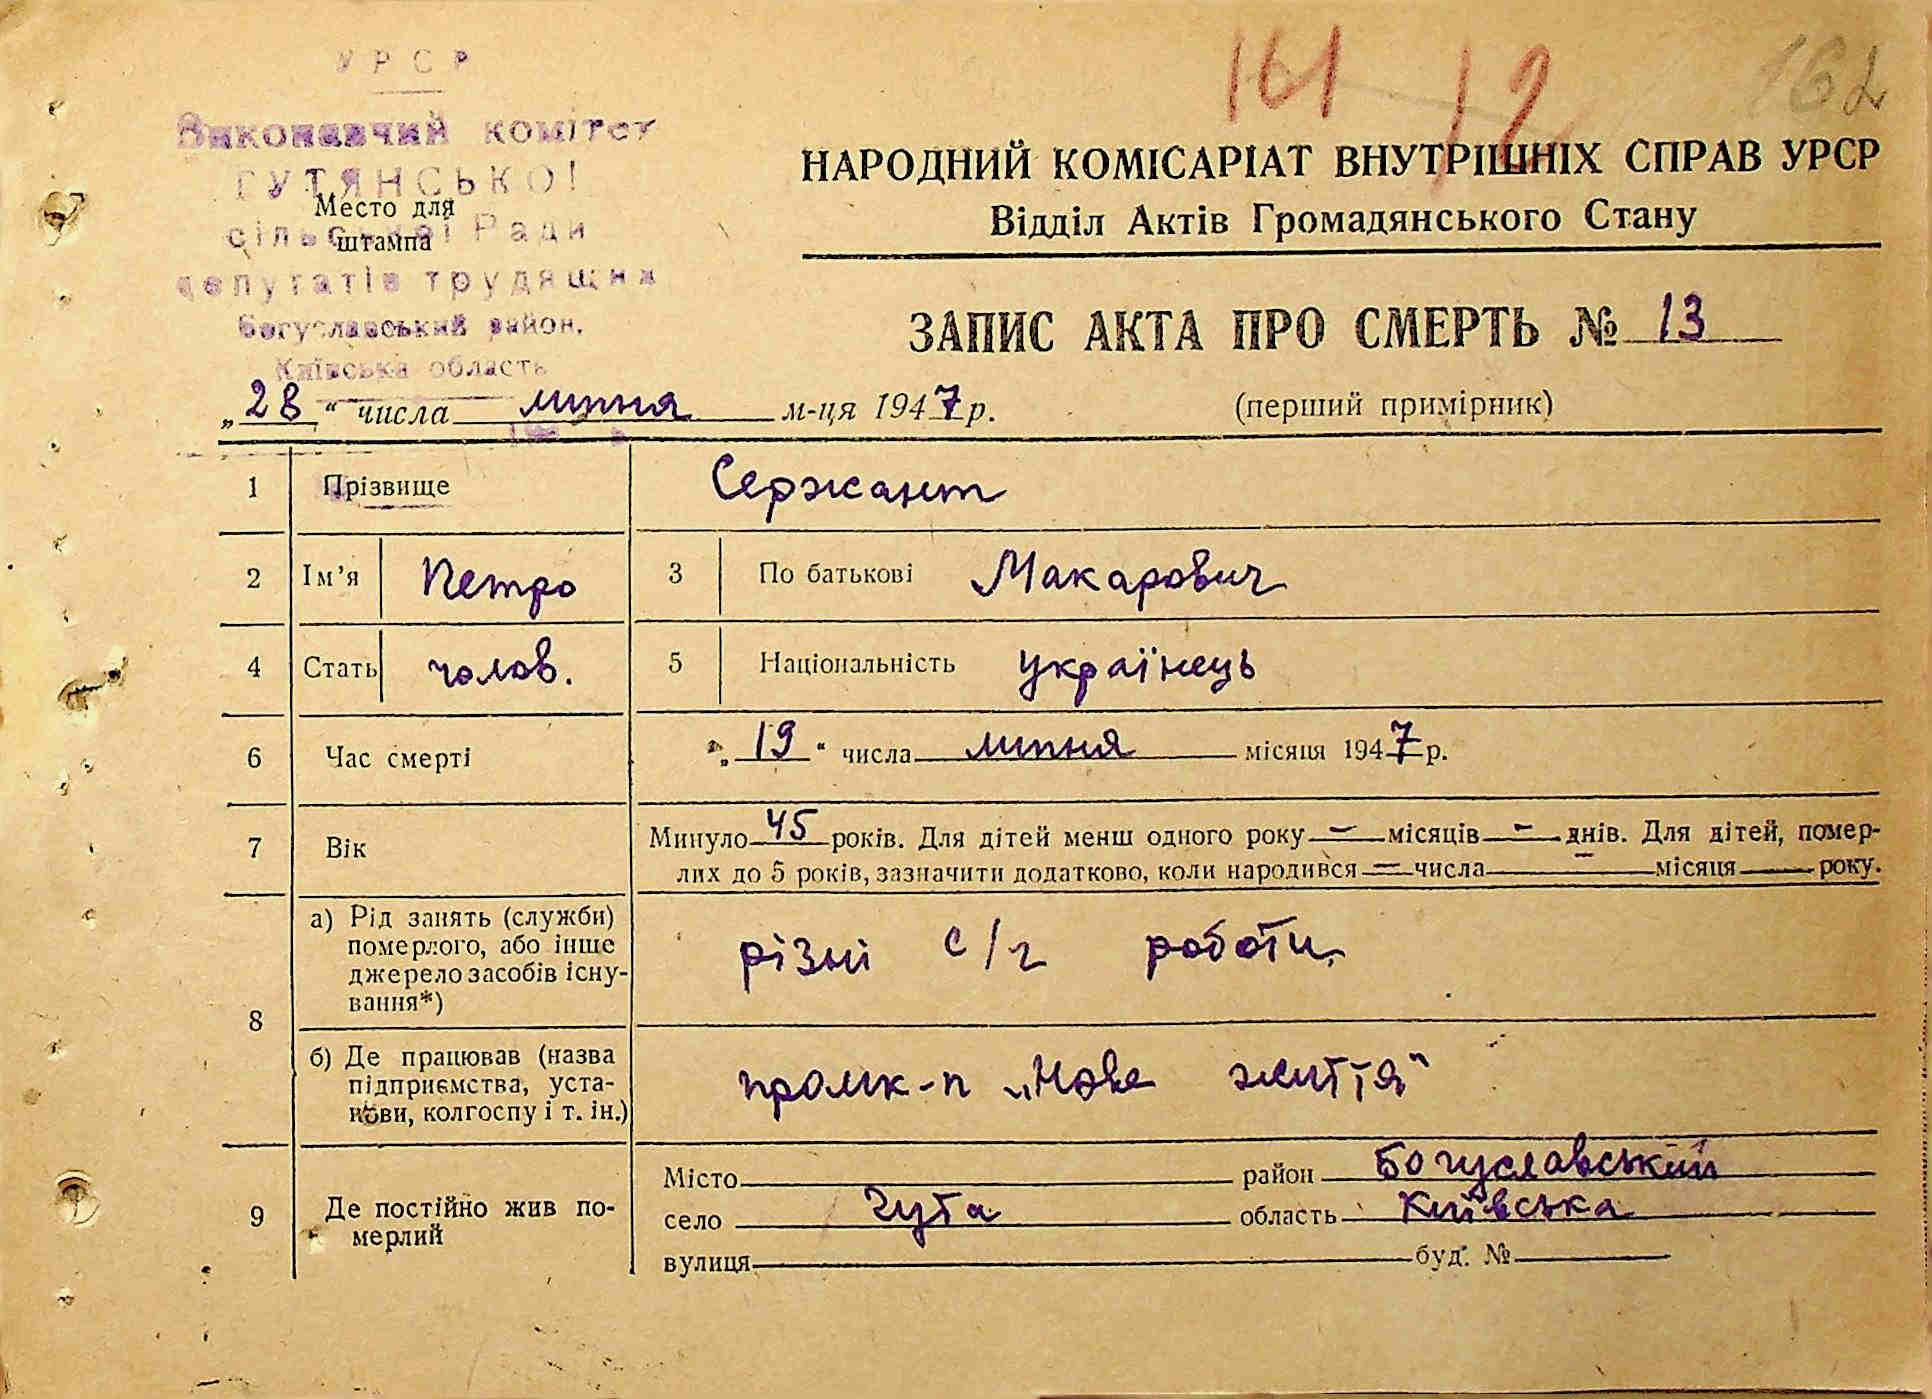 161 12 162
УРСР
Виконавчий комітет
ГУТЯНСЬКОЇ
Место для
сільської Ради
штампа
депутатів трудящих
Богуславський район.
Київська область
НАРОДНИЙ КОМІСАРІАТ ВНУТРІШНІХ СПРАВ УРСР
Відділ Актів Громадянського Стану
ЗАПИС АКТА ПРО СМЕРТЬ № 13
„28“ числа липня м-ця 1947 р.
(перший примірник)
1 Прізвище Сержант
2 Ім’я Петро 3 По батькові Макарович
4 Стать чолов. 5 Національність українець
6 Час смерті „19“ числа липня місяця 1947 р.
7 Вік Минуло 45 років. Для дітей менш одного року — місяців - днів. Для дітей, помер-
лих до 5 років, зазначити додатково, коли народився — числа — місяця року.
8 а) Рід занять (служби)
померлого, або інше
джерело засобів існу-
вання*)
різні с/г роботи
б) Де працював (назва
підприємства, уста-
нови, колгоспу і т. ін.)
промк-п „Нове життя“
9 Де постійно жив по-
мерлий
Місто район Богуславський
село Гута область Київська
вулиця буд. №